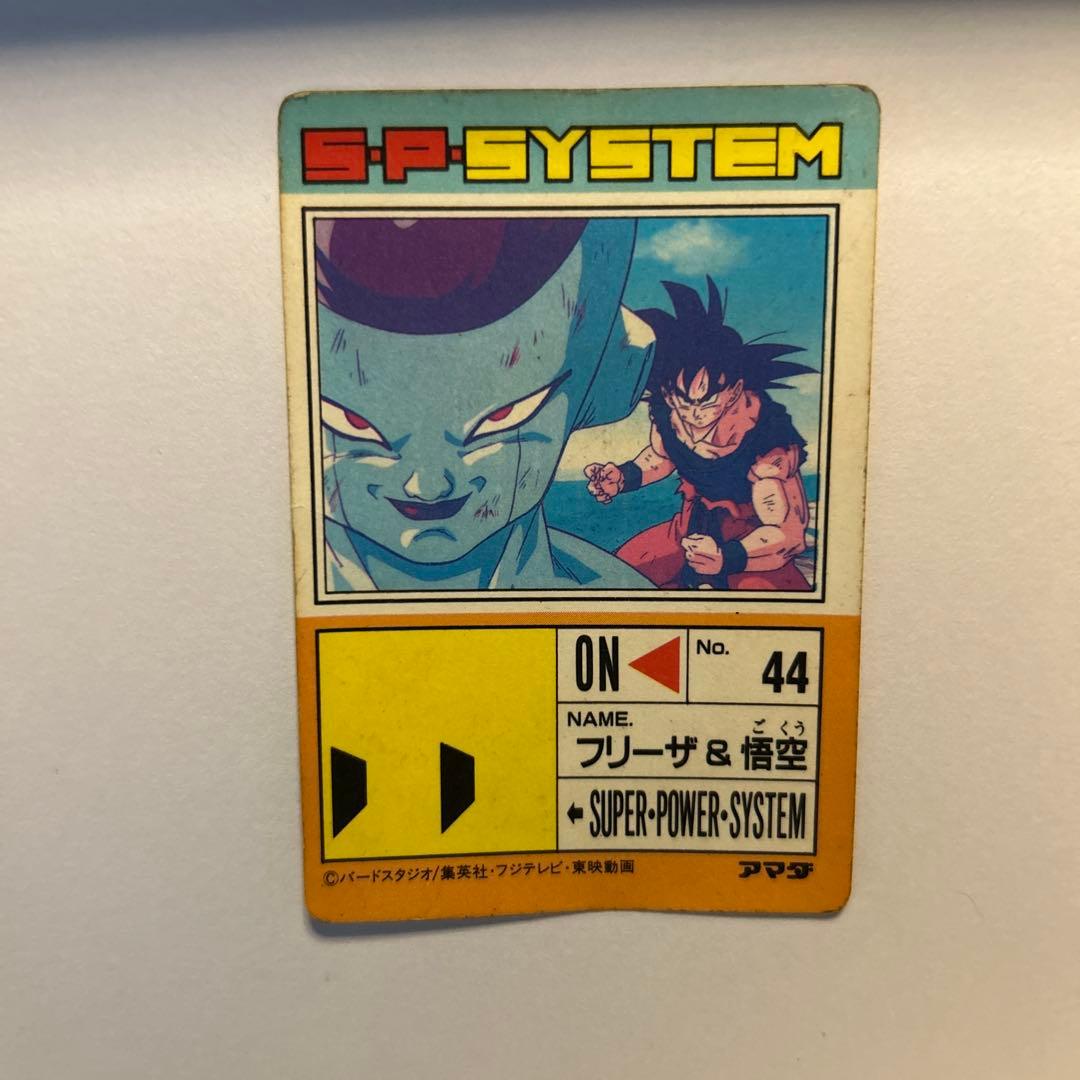 S·P·SYSTEM
ON
No. 44
NAME.
ごくう
フリーザ & 悟空
SUPER・POWER・SYSTEM
©バードスタジオ/集英社・フジテレビ・東映動画
アマダ